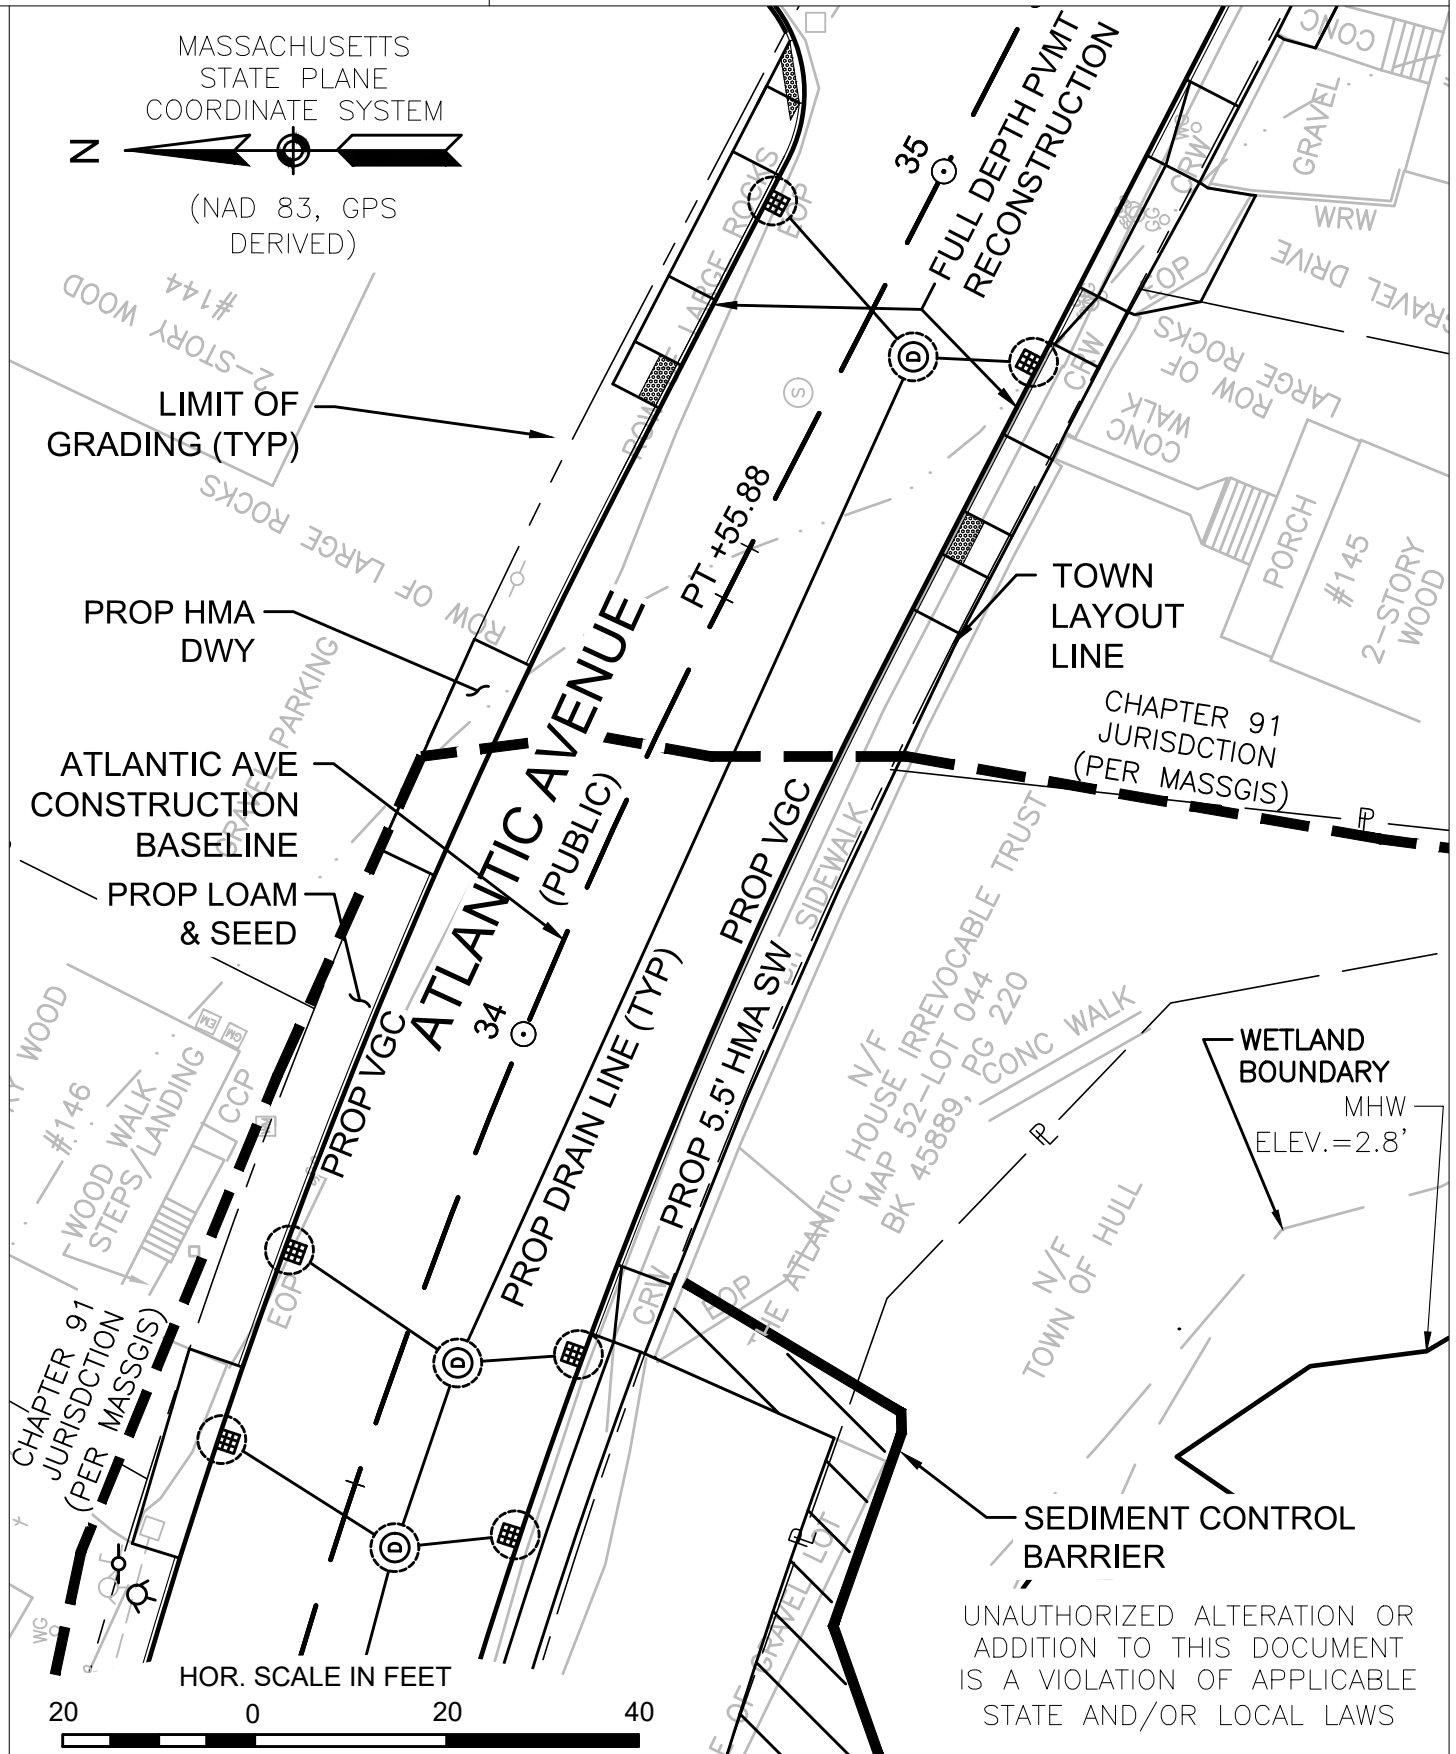 MASSACHUSETTS
STATE PLANE
COORDINATE SYSTEM
N
(NAD 83, GPS
DERIVED)
#144
2-STORY WOOD
LIMIT OF
GRADING (TYP)
ROW OF LARGE ROCKS
PROP HMA
DWY
GRAVEL PARKING
ATLANTIC AVE
CONSTRUCTION
BASELINE
PROP LOAM
& SEED
EOP
35
FULL DEPTH PVMT
RECONSTRUCTION
S
D
PT +55.88
ATLANTIC AVENUE
(PUBLIC)
34
PROP VGC
PROP DRAIN LINE (TYP)
PROP VGC
PROP 5.5' HMA SW
SIDEWALK
CONC
GRAVEL
WRW
GRAVEL DRIVE
CRW
EOP
ROW OF
LARGE ROCKS
CONC
WALK
CRW
PORCH
#145
2-STORY
WOOD
TOWN
LAYOUT
LINE
CHAPTER 91
JURISDCTION
(PER MASSGIS)
PL
N/F
THE ATLANTIC HOUSE IRREVOCABLE TRUST
MAP 52-LOT 044
BK 45889, PG 220
CONC WALK
WETLAND
BOUNDARY
MHW
ELEV.=2.8'
PL
N/F
TOWN OF HULL
#146
WOOD WALK
STEPS/LANDING
CCP
EM
GM
EOP
CHAPTER 91
JURISDCTION
(PER MASSGIS)
CRW
EOP
D
D
PL
SEDIMENT CONTROL
BARRIER
WG
HOR. SCALE IN FEET
20 0 20 40
UNAUTHORIZED ALTERATION OR
ADDITION TO THIS DOCUMENT
IS A VIOLATION OF APPLICABLE
STATE AND/OR LOCAL LAWS